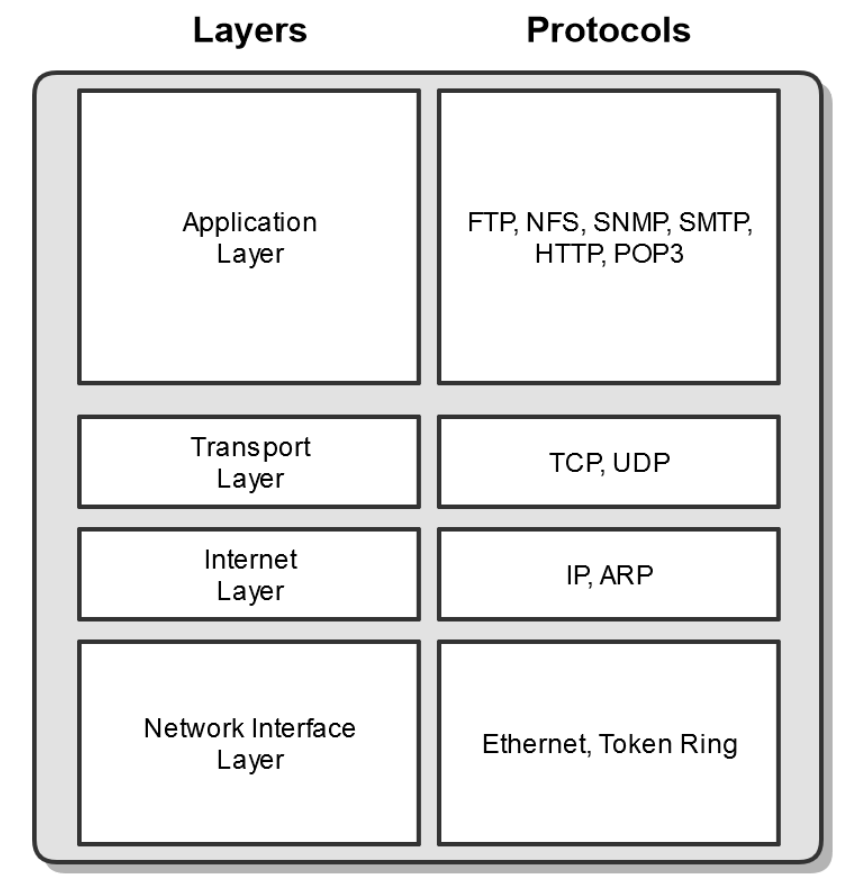 Layers Protocols
Application
Layer
FTP, NFS, SNMP, SMTP,
HTTP, POP3
Transport
Layer
TCP, UDP
Internet
Layer
IP, ARP
Network Interface
Layer
Ethernet, Token Ring